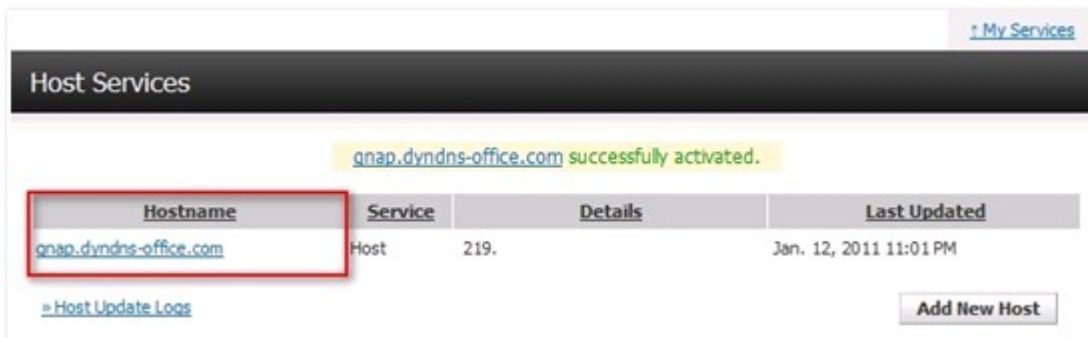 ↑ My Services
Host Services
qnap.dyndns-office.com successfully activated.
Hostname Service Details Last Updated
qnap.dyndns-office.com Host 219. Jan. 12, 2011 11:01 PM
» Host Update Logs Add New Host